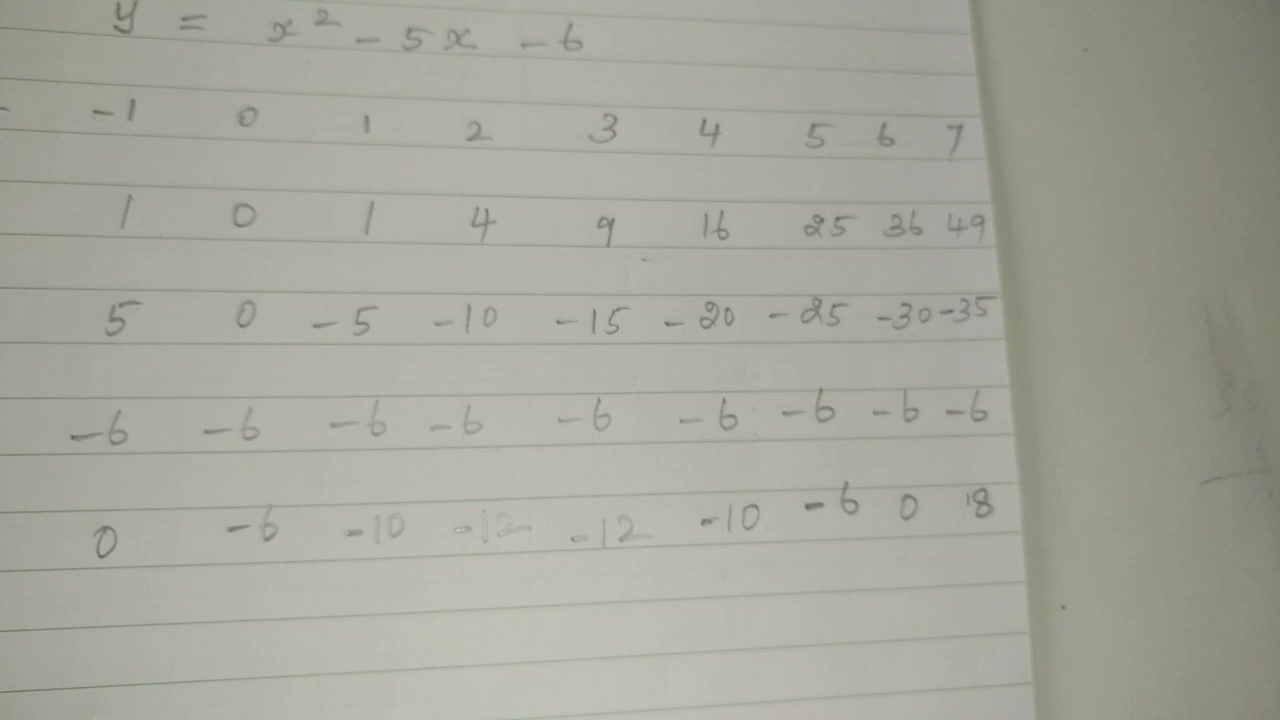 y = x² - 5x - 6
-1 0 1 2 3 4 5 6 7
1 0 1 4 9 16 25 36 49
5 0 -5 -10 -15 -20 -25 -30 -35
-6 -6 -6 -6 -6 -6 -6 -6 -6
0 -6 -10 -12 -12 -10 -6 0 8